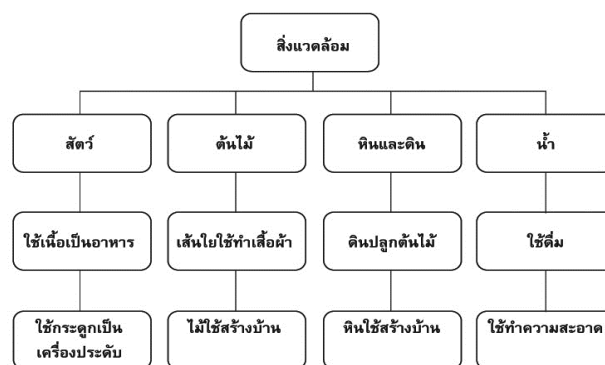 สิ่งแวดล้อม
สัตว์
ต้นไม้
หินและดิน
น้ำ
ใช้เนื้อเป็นอาหาร
เส้นใยใช้ทำเสื้อผ้า
ดินปลูกต้นไม้
ใช้ดื่ม
ใช้กระดูกเป็น
เครื่องประดับ
ไม้ใช้สร้างบ้าน
หินใช้สร้างบ้าน
ใช้ทำความสะอาด